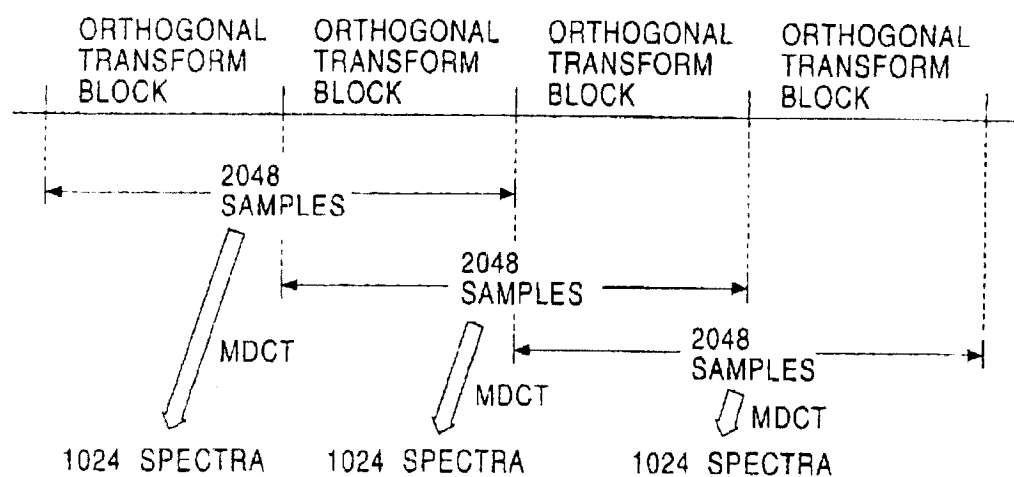 ORTHOGONAL TRANSFORM BLOCK
ORTHOGONAL TRANSFORM BLOCK
ORTHOGONAL TRANSFORM BLOCK
ORTHOGONAL TRANSFORM BLOCK
2048 SAMPLES
2048 SAMPLES
2048 SAMPLES
MDCT
MDCT
MDCT
1024 SPECTRA
1024 SPECTRA
1024 SPECTRA